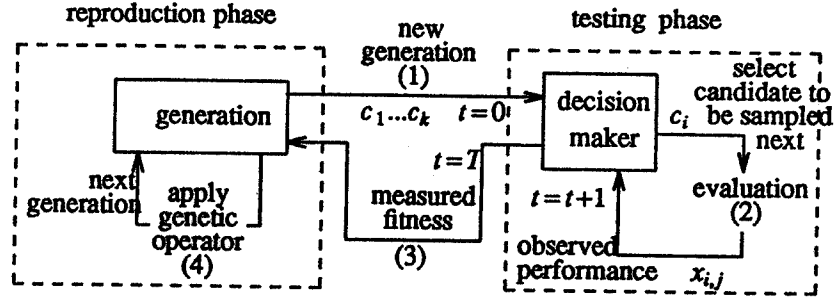 reproduction phase
testing phase
new
generation
(1)
generation
c₁...cₖ t=0
decision
maker
select
candidate to
be sampled
next
cᵢ
t=T
next
generation
apply
genetic
operator
(4)
measured
fitness
(3)
t=t+1
evaluation
(2)
observed
performance
xᵢ,ⱼ